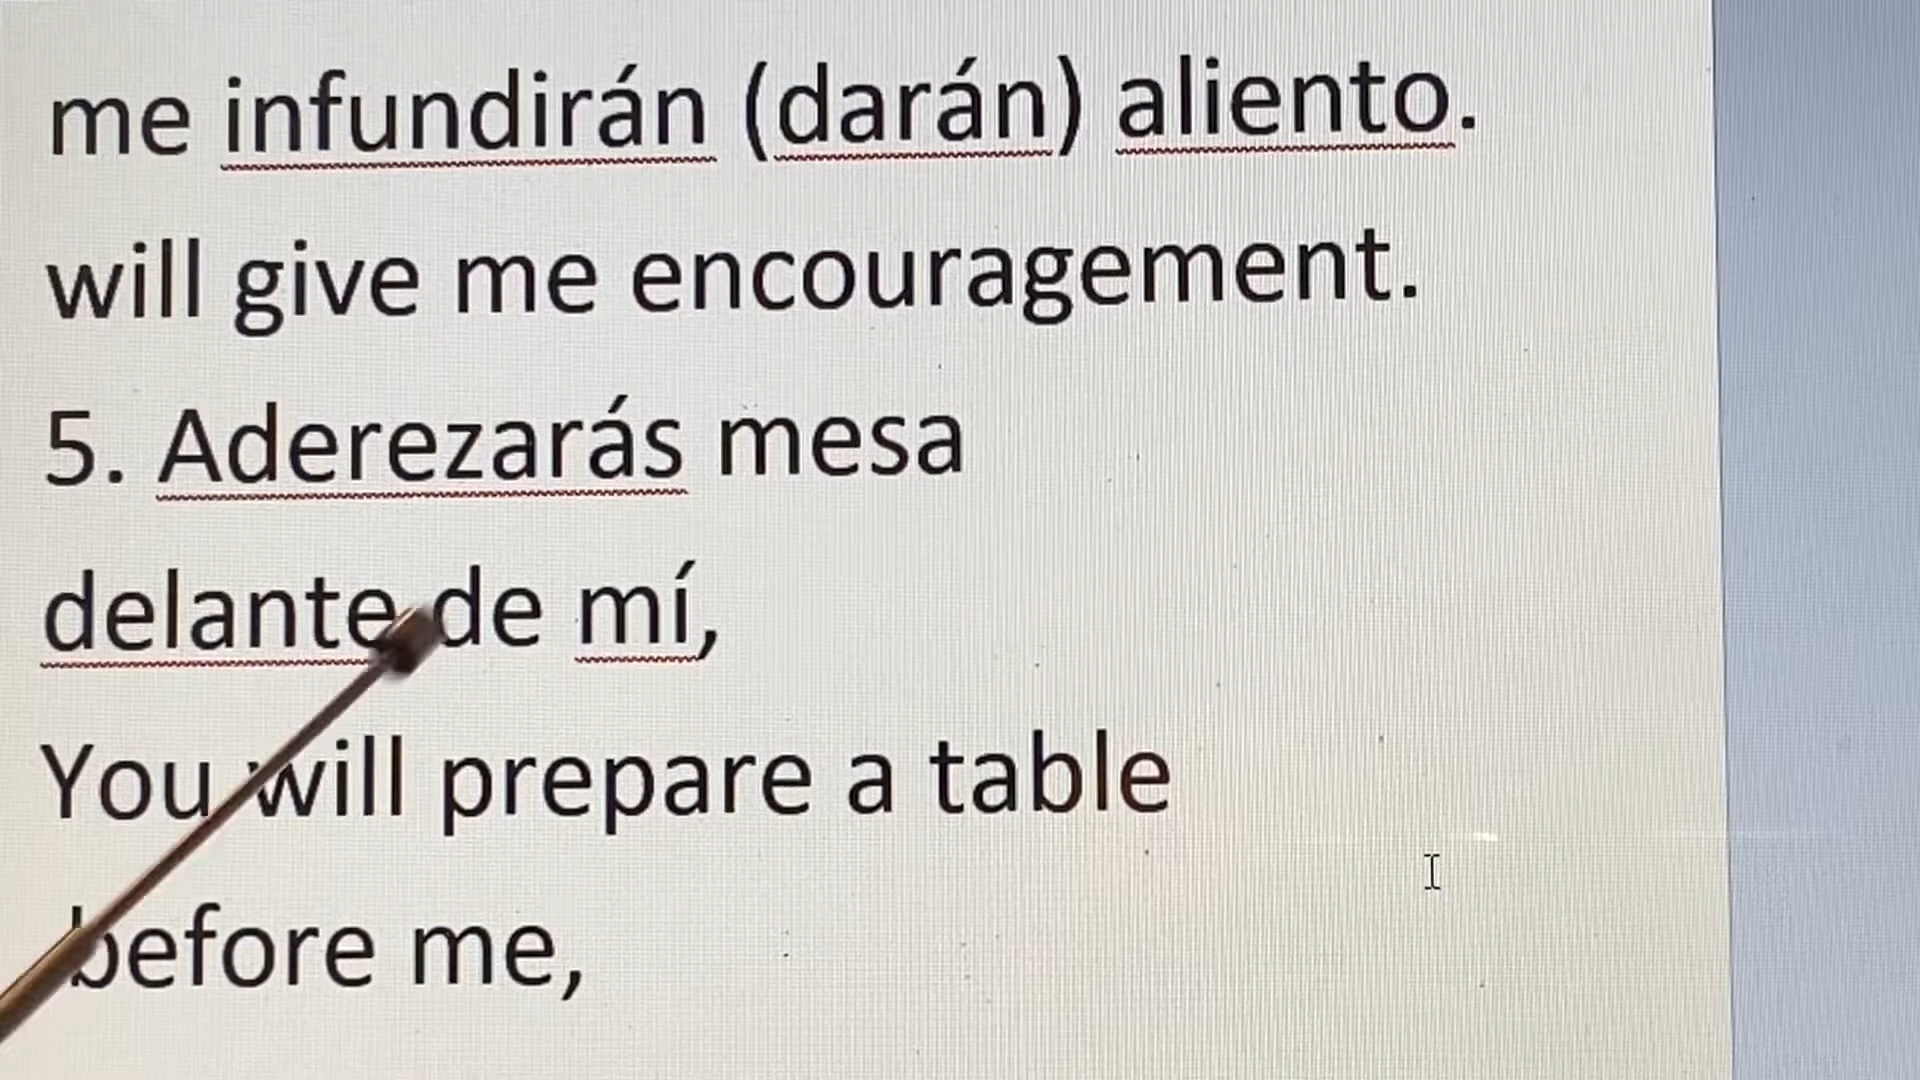 me infundirán (darán) aliento.
will give me encouragement.
5. Aderezarás mesa
delante de mí,
You will prepare a table
before me,